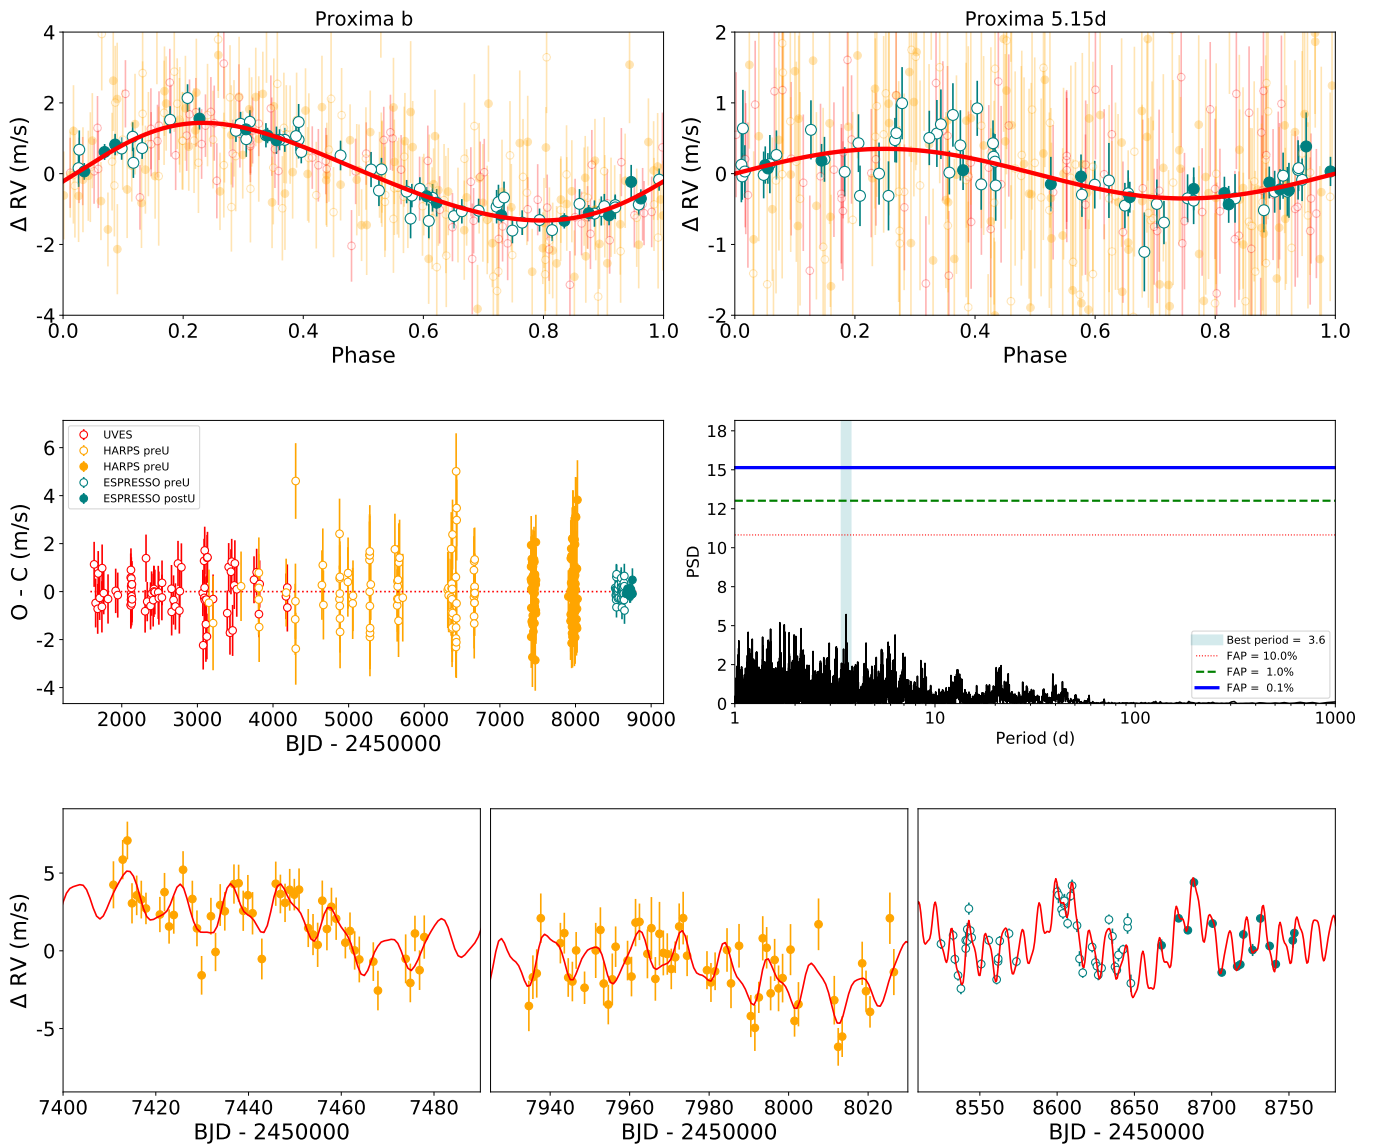 Proxima b
Proxima 5.15d
4
2
0
-2
-4
Δ RV (m/s)
0.0 0.2 0.4 0.6 0.8 1.0
Phase
2
1
0
-1
-2
Δ RV (m/s)
0.0 0.2 0.4 0.6 0.8 1.0
Phase
6
4
2
0
-2
-4
O - C (m/s)
UVES
HARPS preU
HARPS preU
ESPRESSO preU
ESPRESSO postU
2000 3000 4000 5000 6000 7000 8000 9000
BJD - 2450000
18
15
12
10
8
5
2
0
PSD
Best period = 3.6
FAP = 10.0%
FAP = 1.0%
FAP = 0.1%
1 10 100 1000
Period (d)
5
0
-5
Δ RV (m/s)
7400 7420 7440 7460 7480
BJD - 2450000
7940 7960 7980 8000 8020
BJD - 2450000
8550 8600 8650 8700 8750
BJD - 2450000